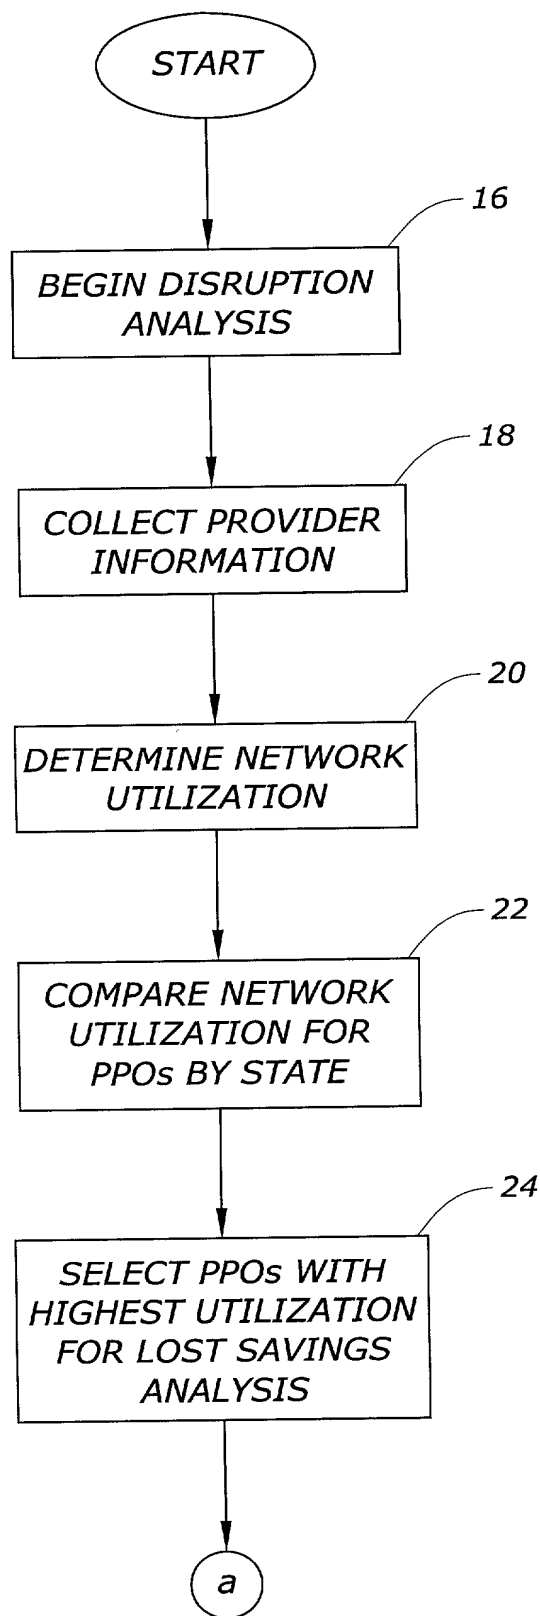 START
16
BEGIN DISRUPTION
ANALYSIS
18
COLLECT PROVIDER
INFORMATION
20
DETERMINE NETWORK
UTILIZATION
22
COMPARE NETWORK
UTILIZATION FOR
PPOs BY STATE
24
SELECT PPOs WITH
HIGHEST UTILIZATION
FOR LOST SAVINGS
ANALYSIS
a